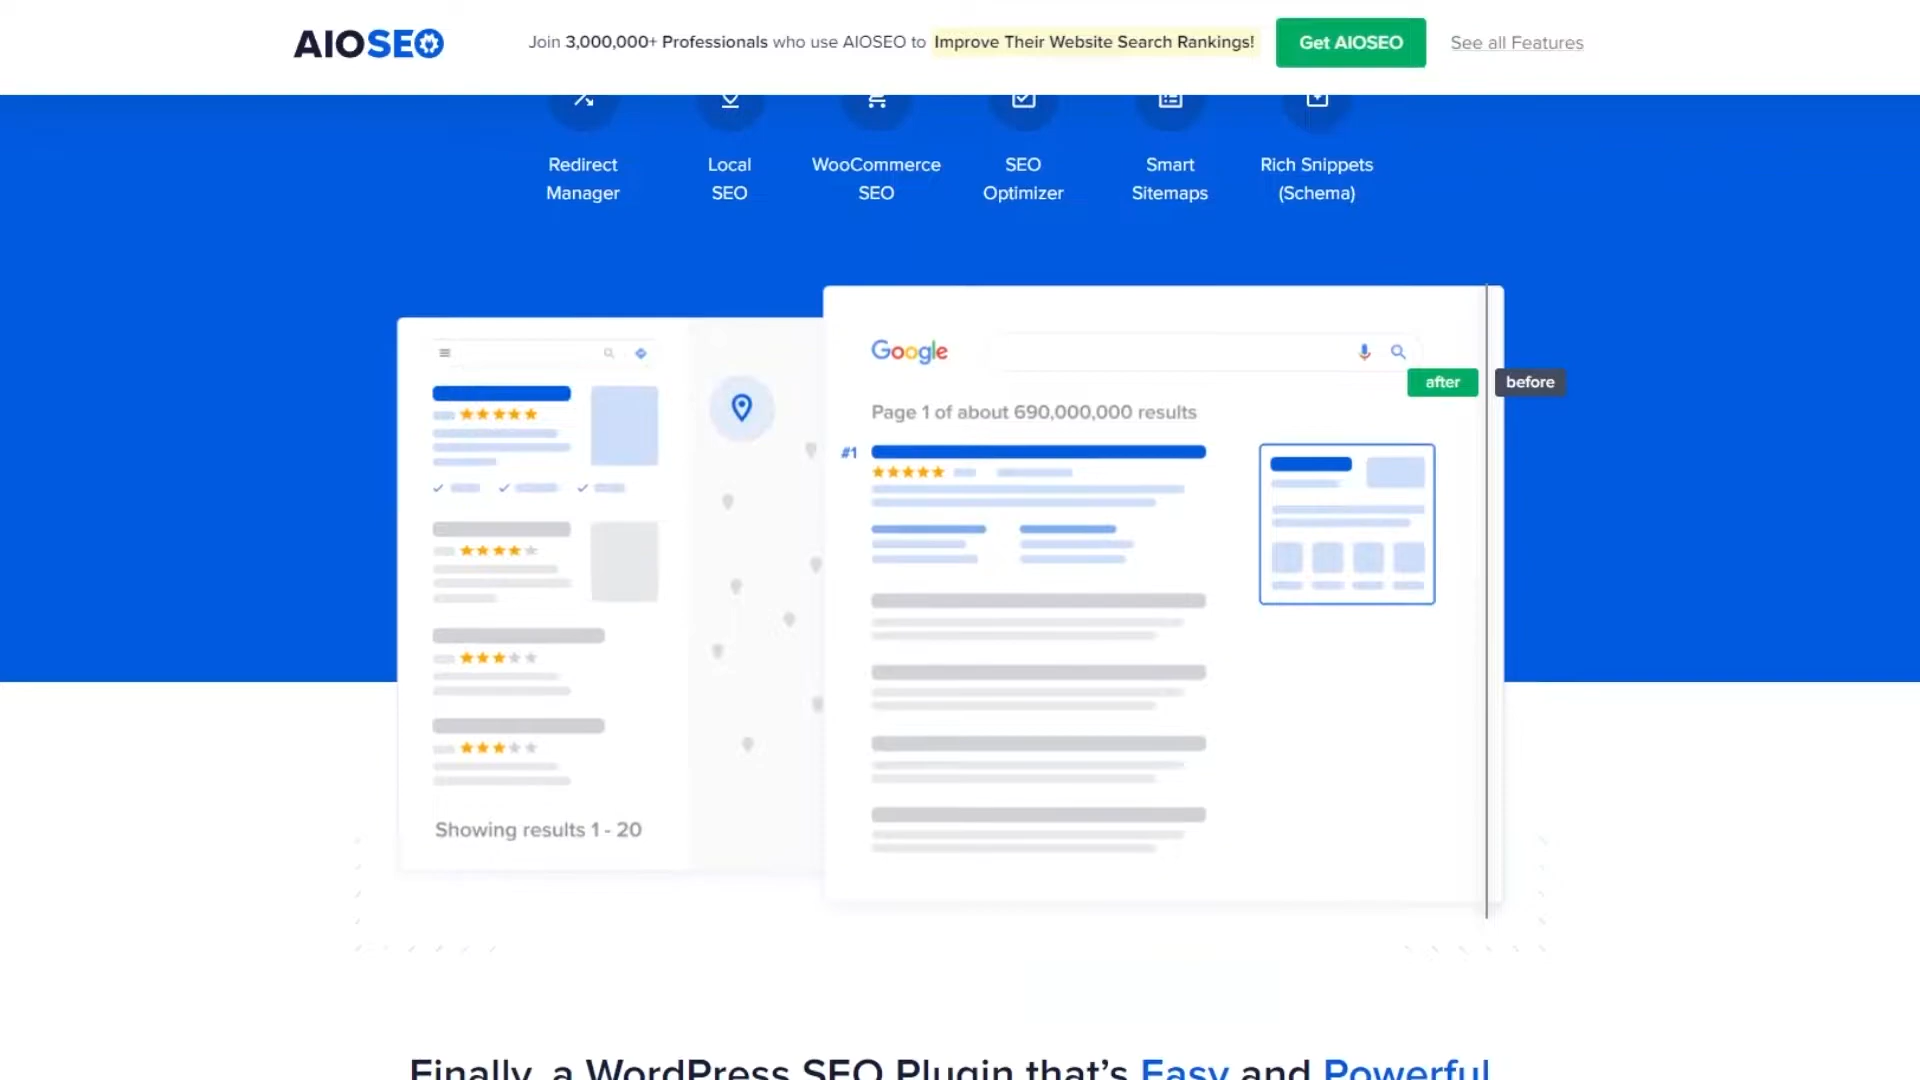 AIOSEO
Join 3,000,000+ Professionals who use AIOSEO to Improve Their Website Search Rankings!
Get AIOSEO
See all Features
Redirect
Manager
Local
SEO
WooCommerce
SEO
SEO
Optimizer
Smart
Sitemaps
Rich Snippets
(Schema)
Google
after
before
Page 1 of about 690,000,000 results
#1
Showing results 1 - 20
Finally, a WordPress SEO Plugin that's Easy and Powerful